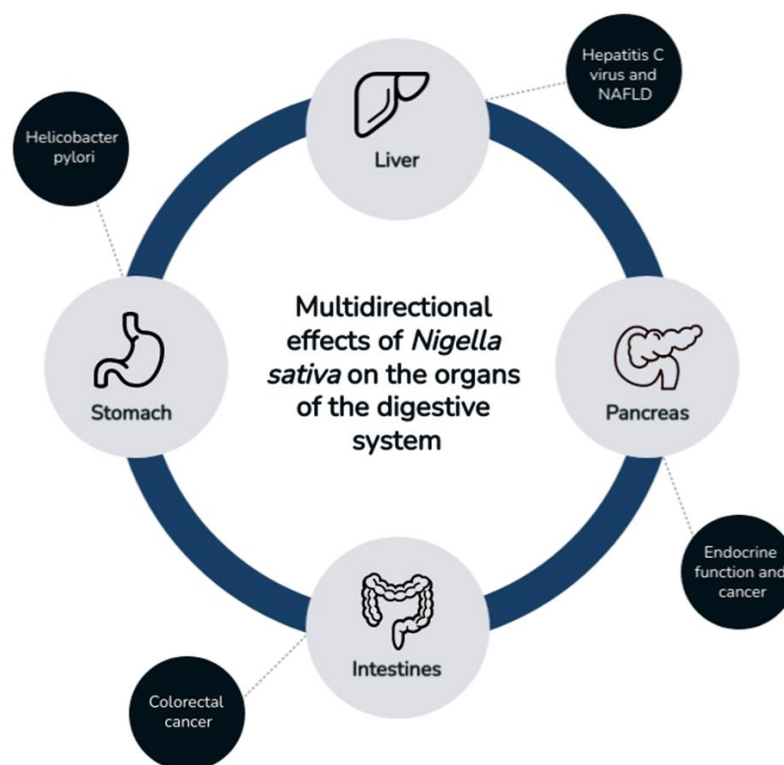 Hepatitis C
virus and
NAFLD
Liver
Helicobacter
pylori
Multidirectional
effects of Nigella
sativa on the organs
of the digestive
system
Stomach
Pancreas
Endocrine
function and
cancer
Intestines
Colorectal
cancer